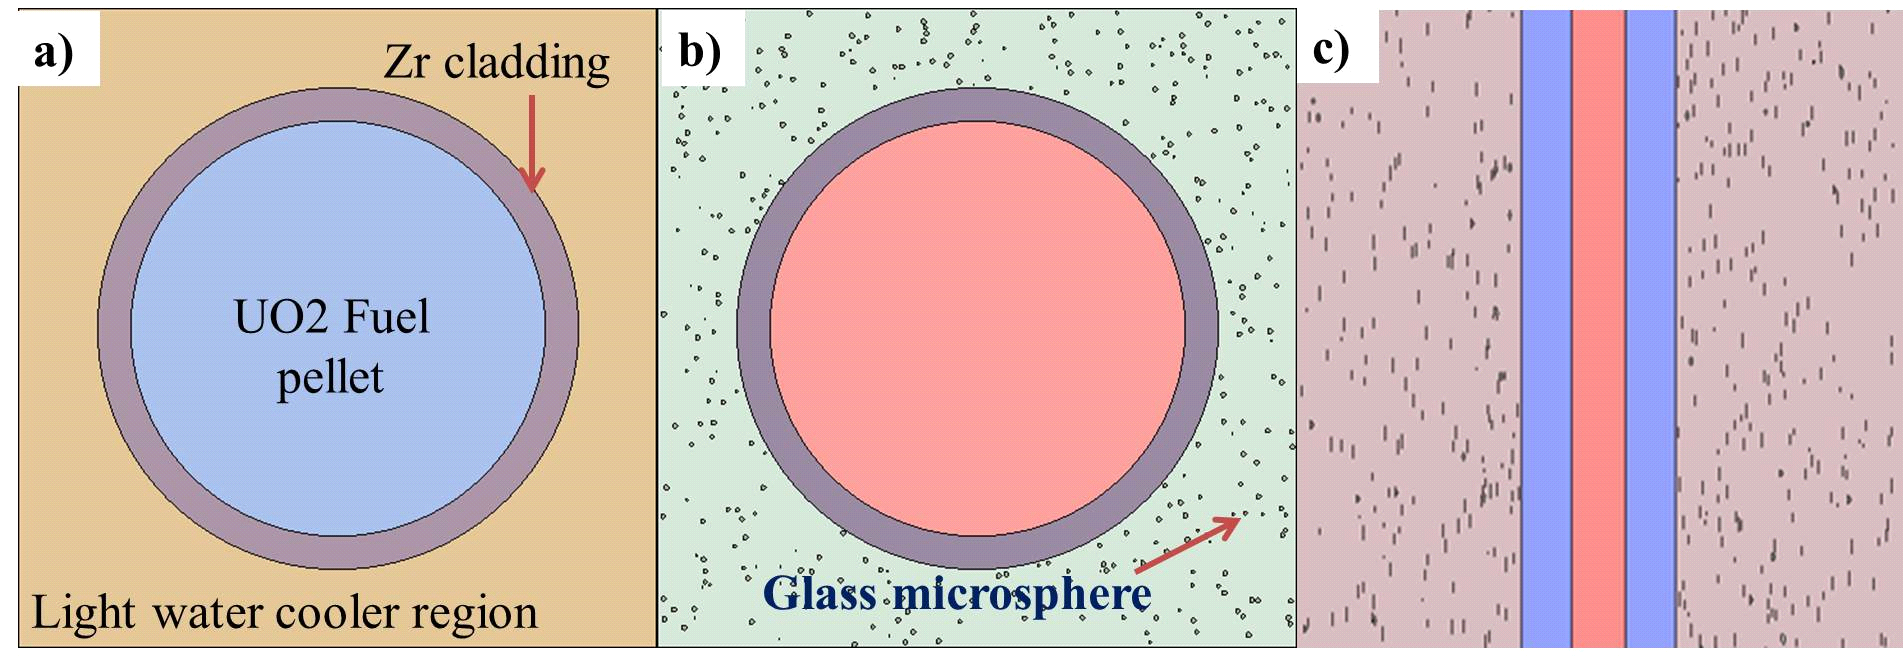 a)
Zr cladding
UO2 Fuel
pellet
Light water cooler region
b)
Glass microsphere
c)